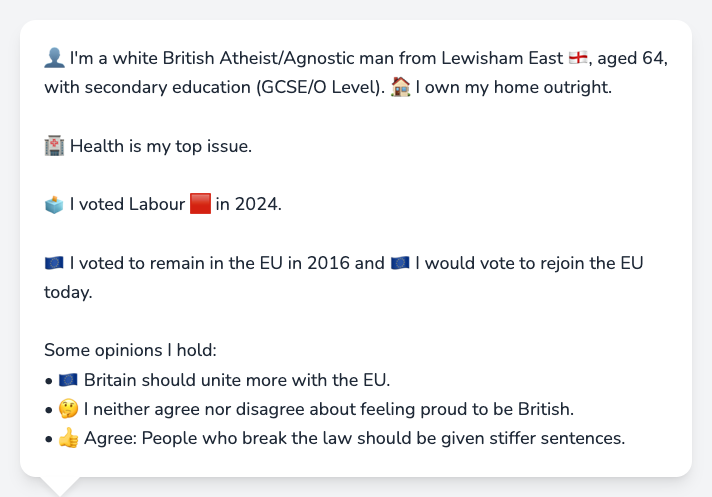 👤 I'm a white British Atheist/Agnostic man from Lewisham East 🏴󠁧󠁢󠁥󠁮󠁧󠁿, aged 64,
with secondary education (GCSE/O Level). 🏠 I own my home outright.
🏥 Health is my top issue.
🗳️ I voted Labour 🟥 in 2024.
🇪🇺 I voted to remain in the EU in 2016 and 🇪🇺 I would vote to rejoin the EU
today.
Some opinions I hold:
• 🇪🇺 Britain should unite more with the EU.
• 🤔 I neither agree nor disagree about feeling proud to be British.
• 👍 Agree: People who break the law should be given stiffer sentences.